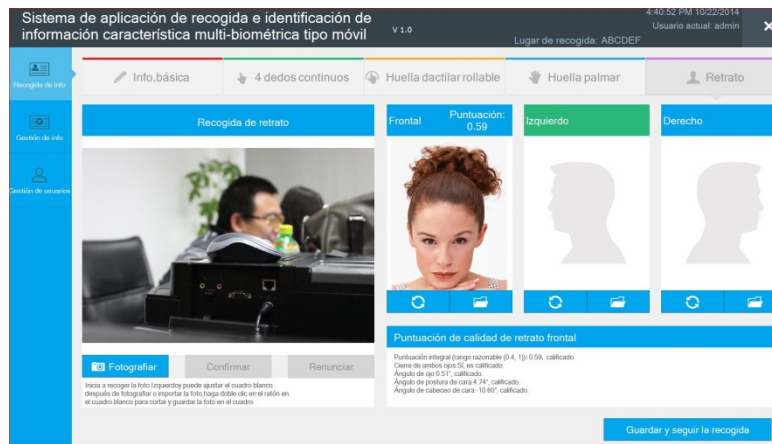 Sistema de aplicación de recogida e identificación de
información característica multi-biométrica tipo móvil
V 1.0
4:40:52 PM 10/22/2014
Usuario actual: admin
Lugar de recogida: ABCDEF
Recogida de info
Gestión de info
Gestión de usuarios
Info.básica
4 dedos continuos
Huella dactilar rollable
Huella palmar
Retrato
Recogida de retrato
Frontal
Puntuación:
0.59
Izquierdo
Derecho
Fotografiar
Confirmar
Renunciar
Inicia a recoger la foto Izquierdoy puede ajustar el cuadro blanco
después de fotografiar o importar la foto,haga doble clic en el ratón en
el cuadro blanco para cortar y guardar la foto en el cuadro.
Puntuación de calidad de retrato frontal
Puntuación integral (rango razonable (0.4, 1)): 0.59, calificado.
Cierre de ambos ojos:SÍ, es calificado.
Ángulo de ojo:0.51°, calificado.
Ángulo de postura de cara:4.74°, calificado.
Ángulo de cabeceo de cara:-10.60°, calificado.
Guardar y seguir la recogida